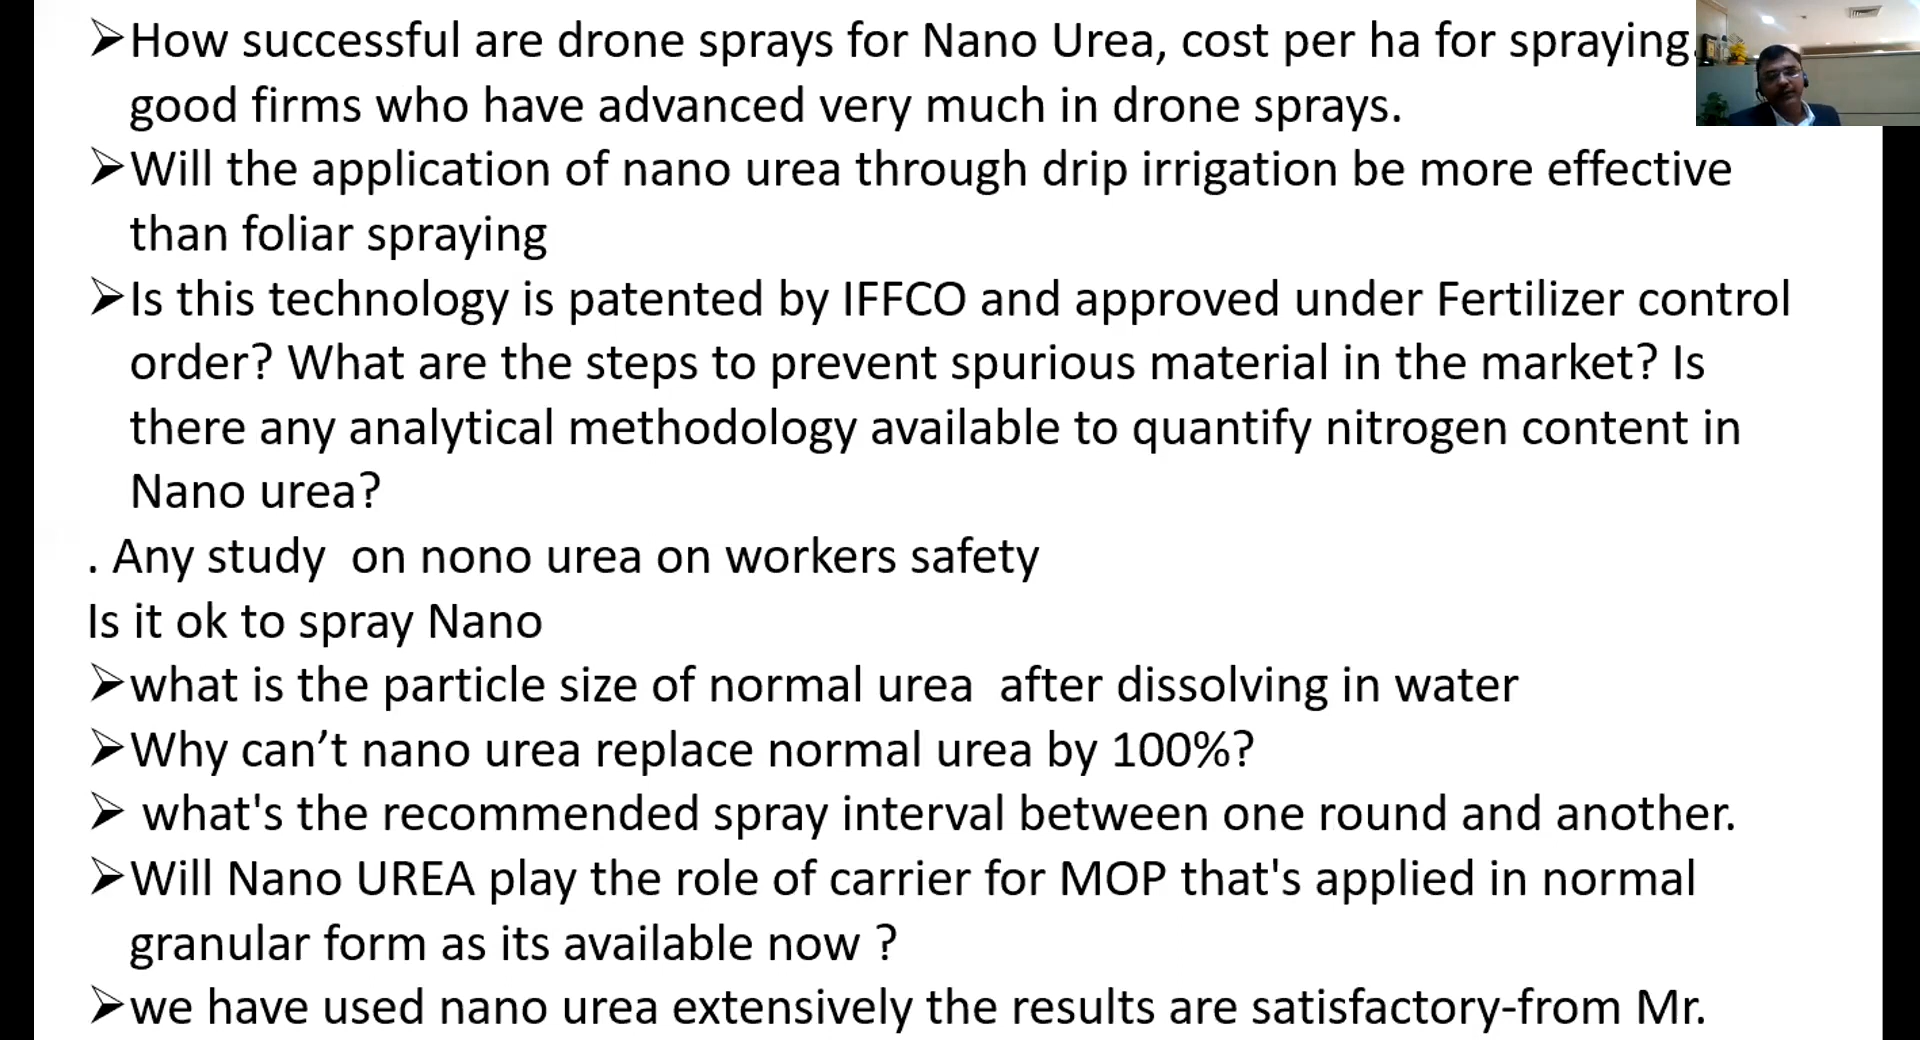 ➢How successful are drone sprays for Nano Urea, cost per ha for spraying.
good firms who have advanced very much in drone sprays.
➢Will the application of nano urea through drip irrigation be more effective
than foliar spraying
➢Is this technology is patented by IFFCO and approved under Fertilizer control
order? What are the steps to prevent spurious material in the market? Is
there any analytical methodology available to quantify nitrogen content in
Nano urea?
. Any study  on nono urea on workers safety
Is it ok to spray Nano
➢what is the particle size of normal urea  after dissolving in water
➢Why can’t nano urea replace normal urea by 100%?
➢ what's the recommended spray interval between one round and another.
➢Will Nano UREA play the role of carrier for MOP that's applied in normal
granular form as its available now ?
➢we have used nano urea extensively the results are satisfactory-from Mr.